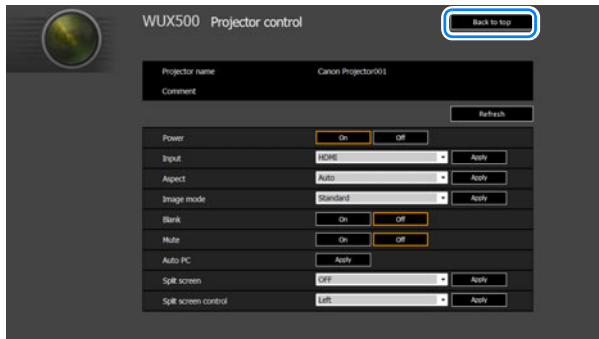 WUX500 Projector control
Back to top
Projector name Canon Projector001
Comment
Refresh
Power On Off
Input HDMI Apply
Aspect Auto Apply
Image mode Standard Apply
Blank On Off
Mute On Off
Auto PC Apply
Split screen OFF Apply
Split screen control Left Apply